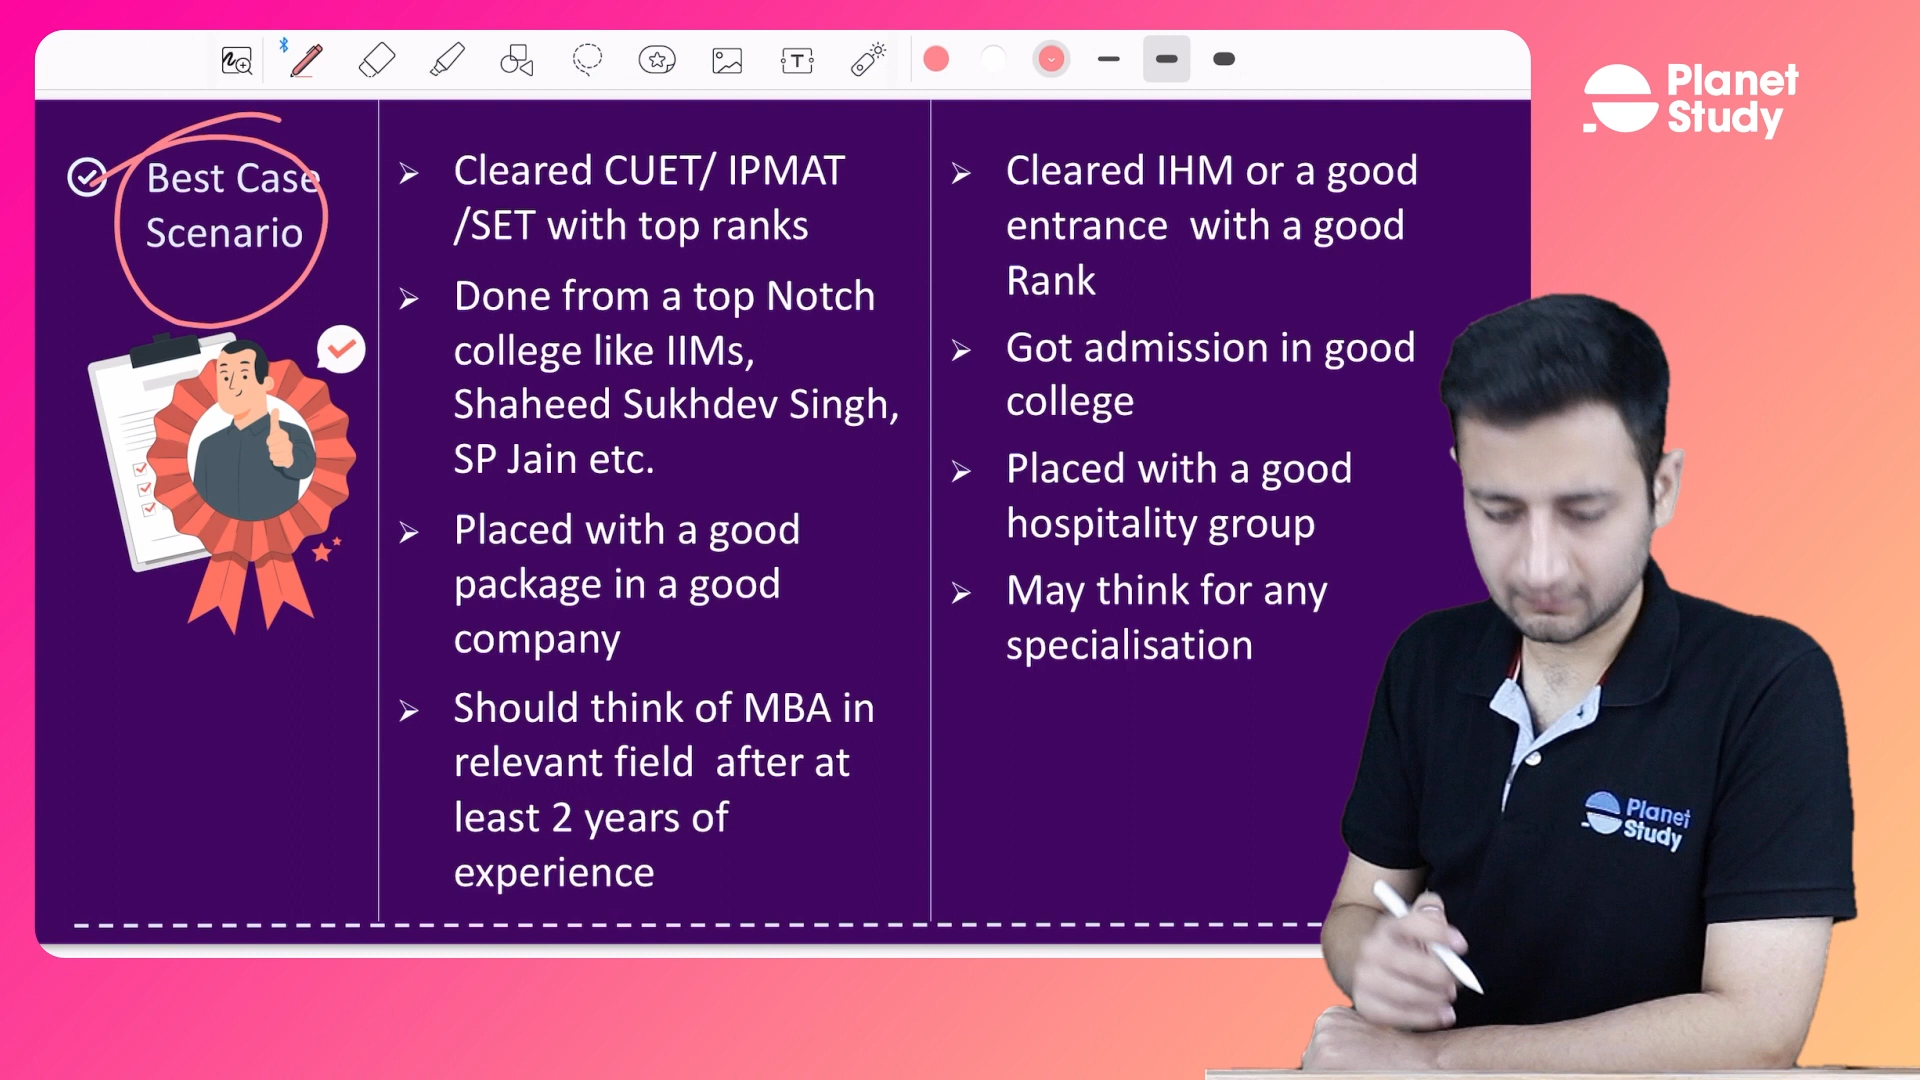 Planet
Study
Best Case
Scenario
Cleared CUET/ IPMAT
/SET with top ranks
Done from a top Notch
college like IIMs,
Shaheed Sukhdev Singh,
SP Jain etc.
Placed with a good
package in a good
company
Should think of MBA in
relevant field after at
least 2 years of
experience
Cleared IHM or a good
entrance with a good
Rank
Got admission in good
college
Placed with a good
hospitality group
May think for any
specialisation
Planet
Study
T